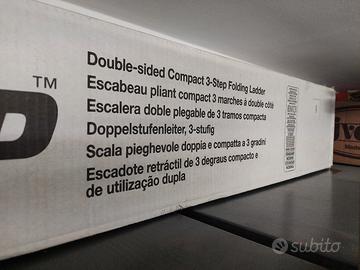 Double-sided Compact 3-Step Folding Ladder
Escabeau pliant compact 3 marches à double côté
Escalera doble plegable de 3 tramos compacta
Doppelstufenleiter, 3-stufig
Scala pieghevole doppia e compatta a 3 gradini
Escadote retráctil de 3 degraus compacto e
de utilização dupla
TM
subito